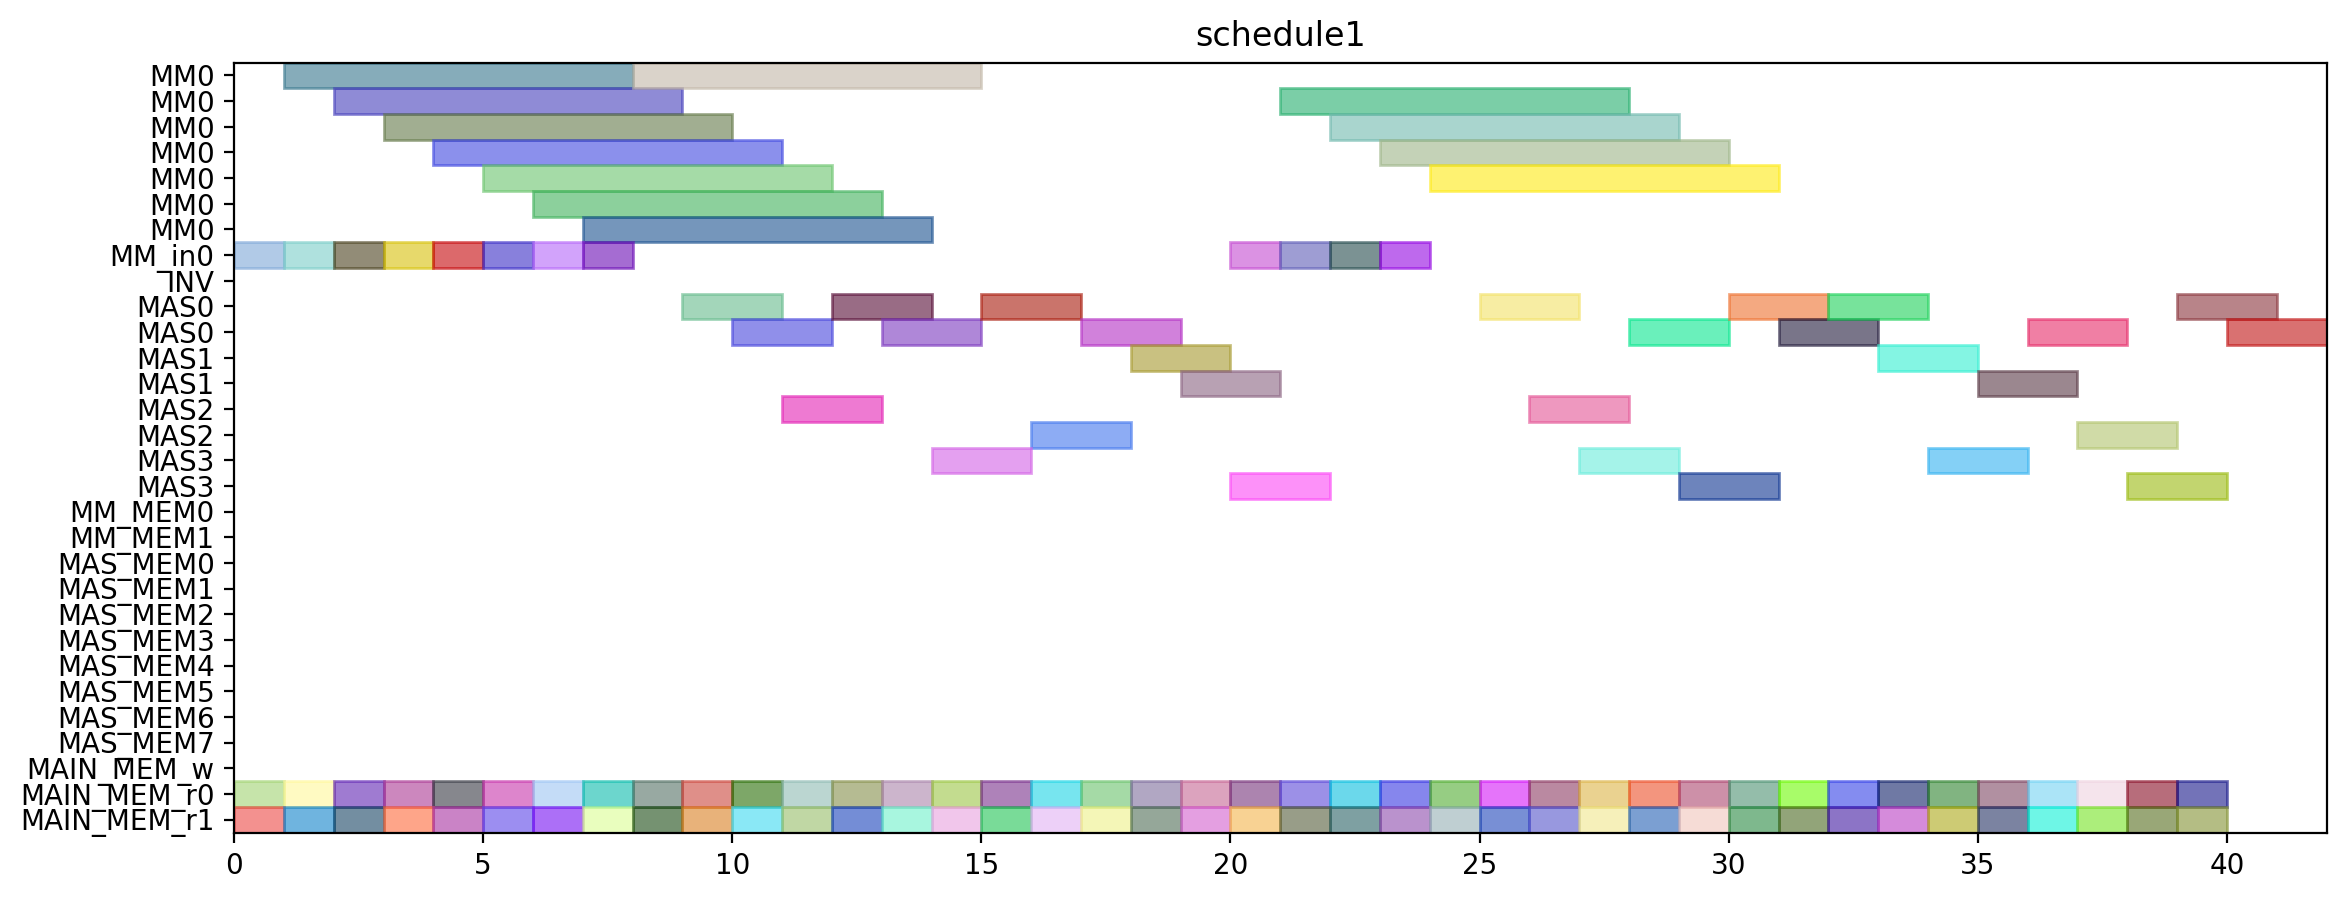 schedule1
MM0
MM0
MM0
MM0
MM0
MM0
MM0
MM_in0
INV
MAS0
MAS0
MAS1
MAS1
MAS2
MAS2
MAS3
MAS3
MM_MEM0
MM_MEM1
MAS_MEM0
MAS_MEM1
MAS_MEM2
MAS_MEM3
MAS_MEM4
MAS_MEM5
MAS_MEM6
MAS_MEM7
MAIN_MEM_w
MAIN_MEM_r0
MAIN_MEM_r1
0 5 10 15 20 25 30 35 40